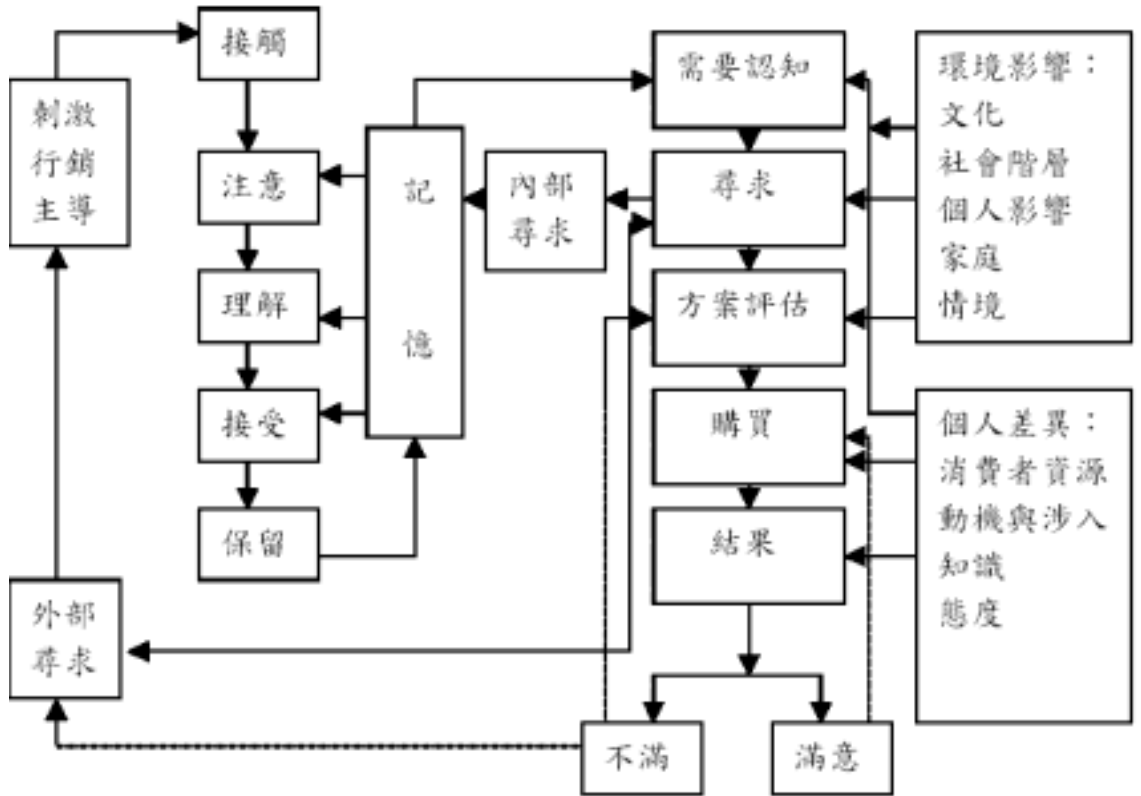 刺激
行銷
主導
外部
尋求
接觸
注意
理解
接受
保留
記
憶
內部
尋求
需要認知
尋求
方案評估
購買
結果
不滿
滿意
環境影響：
文化
社會階層
個人影響
家庭
情境
個人差異：
消費者資源
動機與涉入
知識
態度